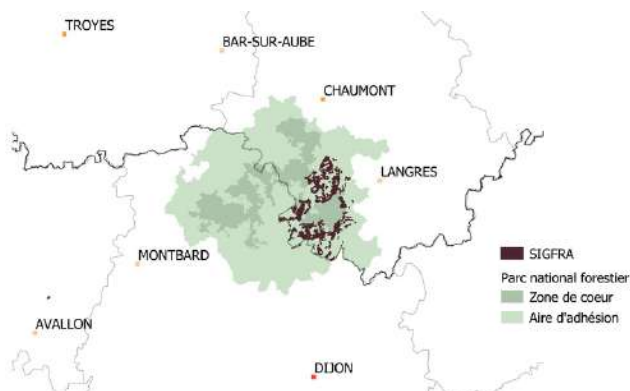 TROYES
BAR-SUR-AUBE
CHAUMONT
LANGRES
MONTBARD
SIGFRA
Parc national forestier
Zone de coeur
Aire d'adhésion
AVALLON
DIJON